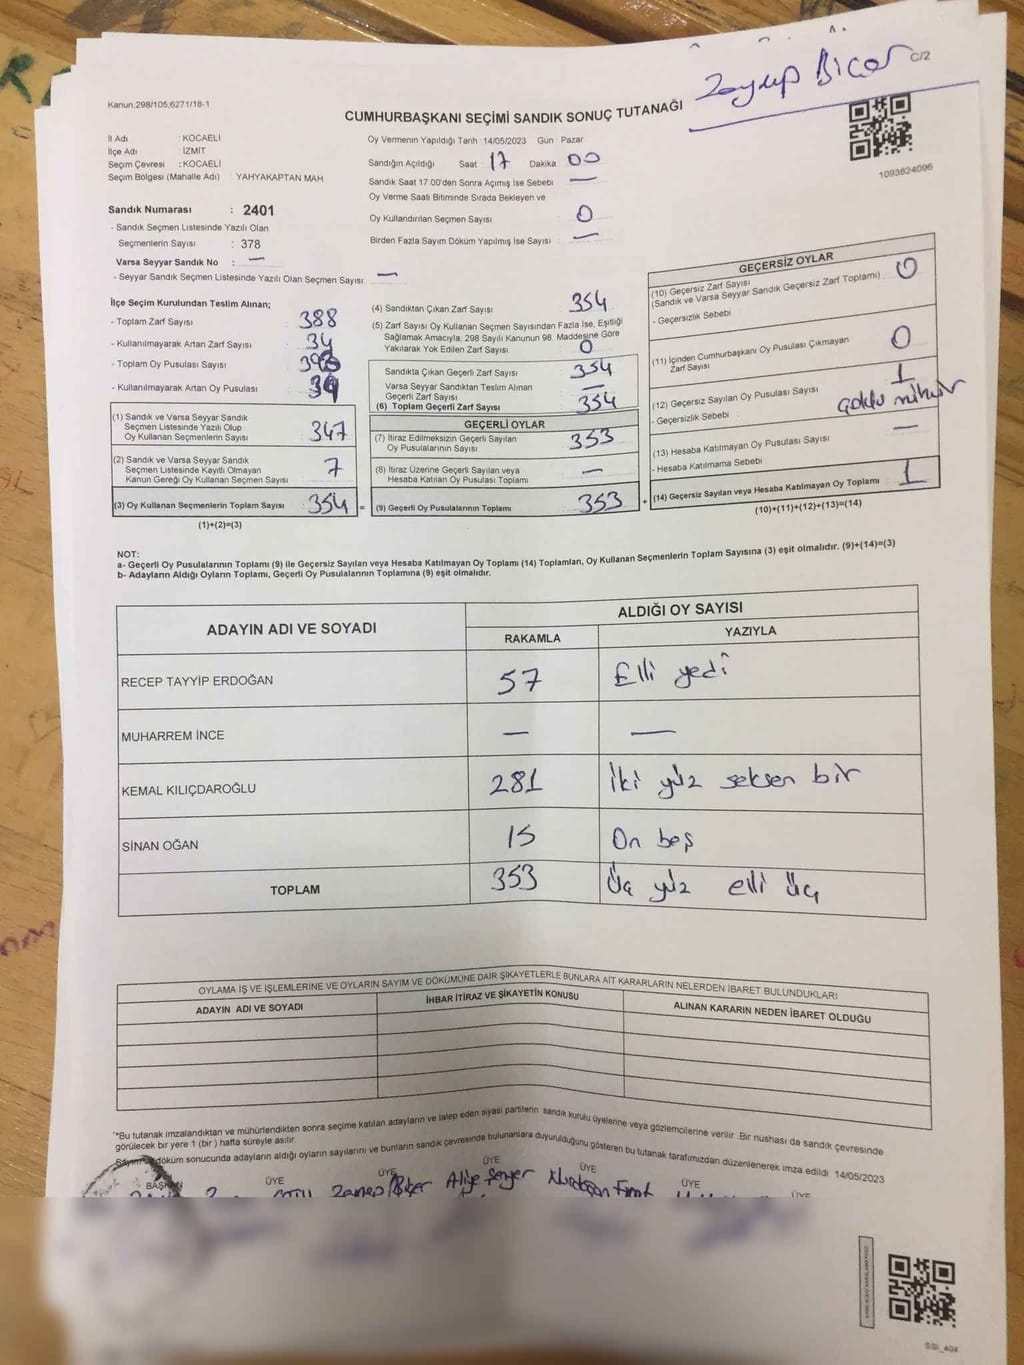 Zeynep Biçer
C/2
Kanun,298/105;6271/18-1
CUMHURBAŞKANI SEÇİMİ SANDIK SONUÇ TUTANAĞI
1093824096
İl Adı : KOCAELİ
İlçe Adı : İZMİT
Seçim Çevresi : KOCAELİ
Seçim Bölgesi (Mahalle Adı) YAHYAKAPTAN MAH
Sandık Numarası : 2401
- Sandık Seçmen Listesinde Yazılı Olan
Seçmenlerin Sayısı : 378
Varsa Seyyar Sandık No : —
- Seyyar Sandık Seçmen Listesinde Yazılı Olan Seçmen Sayısı: —
Oy Vermenin Yapıldığı Tarih :14/05/2023 Gün : Pazar
Sandığın Açıldığı Saat 17 Dakika 00
Sandık Saat 17:00'den Sonra Açımış İse Sebebi —
Oy Verme Saati Bitiminde Sırada Bekleyen ve
Oy Kullandırılan Seçmen Sayısı 0
Birden Fazla Sayım Döküm Yapılmış İse Sayısı —
İlçe Seçim Kurulundan Teslim Alınan;
- Toplam Zarf Sayısı 388
- Kullanılmayarak Artan Zarf Sayısı 34
- Toplam Oy Pusulası Sayısı
- Kullanılmayarak Artan Oy Pusulası
(1) Sandık ve Varsa Seyyar Sandık
Seçmen Listesinde Yazılı Olup
Oy Kullanan Seçmenlerin Sayısı 347
(2) Sandık ve Varsa Seyyar Sandık
Seçmen Listesinde Kayıtlı Olmayan
Kanun Gereği Oy Kullanan Seçmen Sayısı 7
(3) Oy Kullanan Seçmenlerin Toplam Sayısı 354 =
(1)+(2)=(3)
(4) Sandıktan Çıkan Zarf Sayısı 354
(5) Zarf Sayısı Oy Kullanan Seçmen Sayısından Fazla İse, Eşitliği
Sağlamak Amacıyla, 298 Sayılı Kanunun 98. Maddesine Göre
Yakılarak Yok Edilen Zarf Sayısı 0
Sandıkta Çıkan Geçerli Zarf Sayısı 354
Varsa Seyyar Sandıktan Teslim Alınan
Geçerli Zarf Sayısı —
(6) Toplam Geçerli Zarf Sayısı 354
GEÇERLİ OYLAR
(7) İtiraz Edilmeksizin Geçerli Sayılan
Oy Pusulalarının Sayısı 353
(8) İtiraz Üzerine Geçerli Sayılan veya
Hesaba Katılan Oy Pusulası Toplamı —
(9) Geçerli Oy Pusulalarının Toplamı 353 +
GEÇERSİZ OYLAR
(10) Geçersiz Zarf Sayısı
(Sandık ve Varsa Seyyar Sandık Geçersiz Zarf Toplamı) 0
- Geçersizlik Sebebi
(11) İçinden Cumhurbaşkanı Oy Pusulası Çıkmayan
Zarf Sayısı 0
(12) Geçersiz Sayılan Oy Pusulası Sayısı 1
- Geçersizlik Sebebi :
(13) Hesaba Katılmayan Oy Pusulası Sayısı —
- Hesaba Katılmama Sebebi
(14) Geçersiz Sayılan veya Hesaba Katılmayan Oy Toplamı 1
(10)+(11)+(12)+(13)=(14)
NOT:
a- Geçerli Oy Pusulalarının Toplamı (9) ile Geçersiz Sayılan veya Hesaba Katılmayan Oy Toplamı (14) Toplamları, Oy Kullanan Seçmenlerin Toplam Sayısına (3) eşit olmalıdır. (9)+(14)=(3)
b- Adayların Aldığı Oyların Toplamı, Geçerli Oy Pusulalarının Toplamına (9) eşit olmalıdır.
ADAYIN ADI VE SOYADI ALDIĞI OY SAYISI
RAKAMLA YAZIYLA
RECEP TAYYİP ERDOĞAN 57 Elli yedi
MUHARREM İNCE — —
KEMAL KILIÇDAROĞLU 281 İki yüz seksen bir
SİNAN OĞAN 15 On beş
TOPLAM 353 Üç yüz elli üç
OYLAMA İŞ VE İŞLEMLERİNE VE OYLARIN SAYIM VE DÖKÜMÜNE DAİR ŞİKAYETLERLE BUNLARA AİT KARARLARIN NELERDEN İBARET BULUNDUKLARI
ADAYIN ADI VE SOYADI İHBAR İTİRAZ VE ŞİKAYETİN KONUSU ALINAN KARARIN NEDEN İBARET OLDUĞU
**Bu tutanak imzalandıktan ve mühürlendikten sonra seçime katılan adayların ve talep eden siyasi partilerin sandık kurulu üyelerine veya gözlemcilerine verilir. Bir nushası da sandık çevresinde
görülecek bir yere 1 (bir) hafta süreyle asılır.
Sayım ve döküm sonucunda adayların aldığı oyların sayılarını ve bunların sandık çevresinde bulunanlara duyurulduğunu gösteren bu tutanak tarafımızdan düzenlenerek imza edildi. 14/05/2023
BAŞKAN ÜYE ÜYE ÜYE ÜYE ÜYE ÜYE
Zeynep Biçer Aliye Şenyer Nurdoğan Fırat
SSİ_404